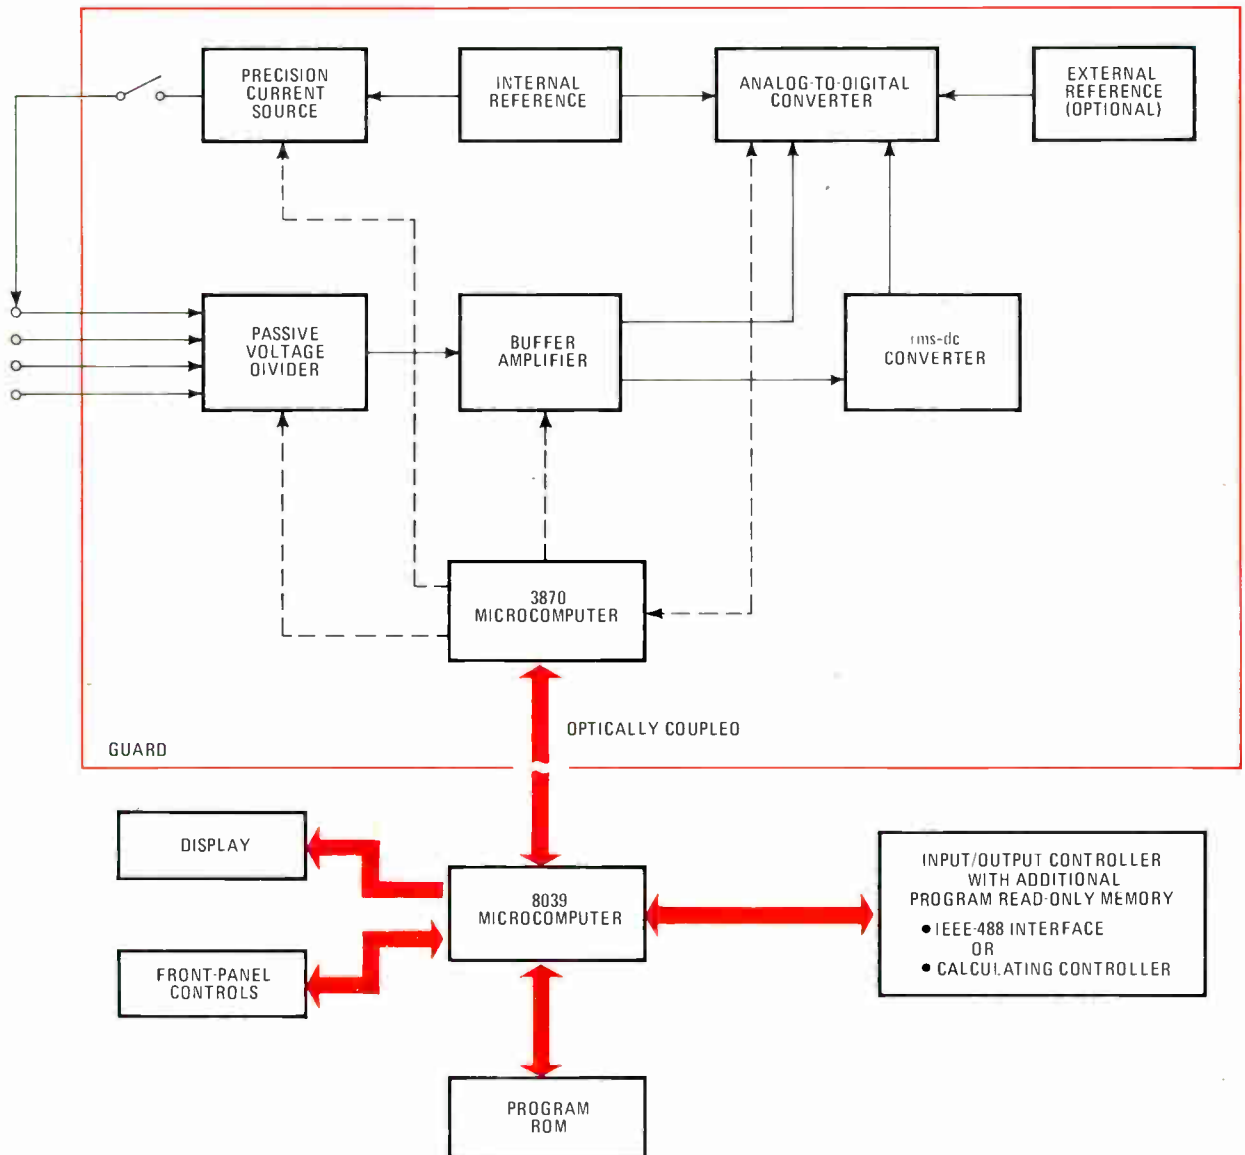 PRECISION
CURRENT
SOURCE
INTERNAL
REFERENCE
ANALOG-TO-DIGITAL
CONVERTER
EXTERNAL
REFERENCE
(OPTIONAL)
PASSIVE
VOLTAGE
DIVIDER
BUFFER
AMPLIFIER
rms-dc
CONVERTER
3870
MICROCOMPUTER
OPTICALLY COUPLED
GUARD
DISPLAY
8039
MICROCOMPUTER
INPUT/OUTPUT CONTROLLER
WITH ADDITIONAL
PROGRAM READ-ONLY MEMORY
• IEEE-488 INTERFACE
OR
• CALCULATING CONTROLLER
FRONT-PANEL
CONTROLS
PROGRAM
ROM